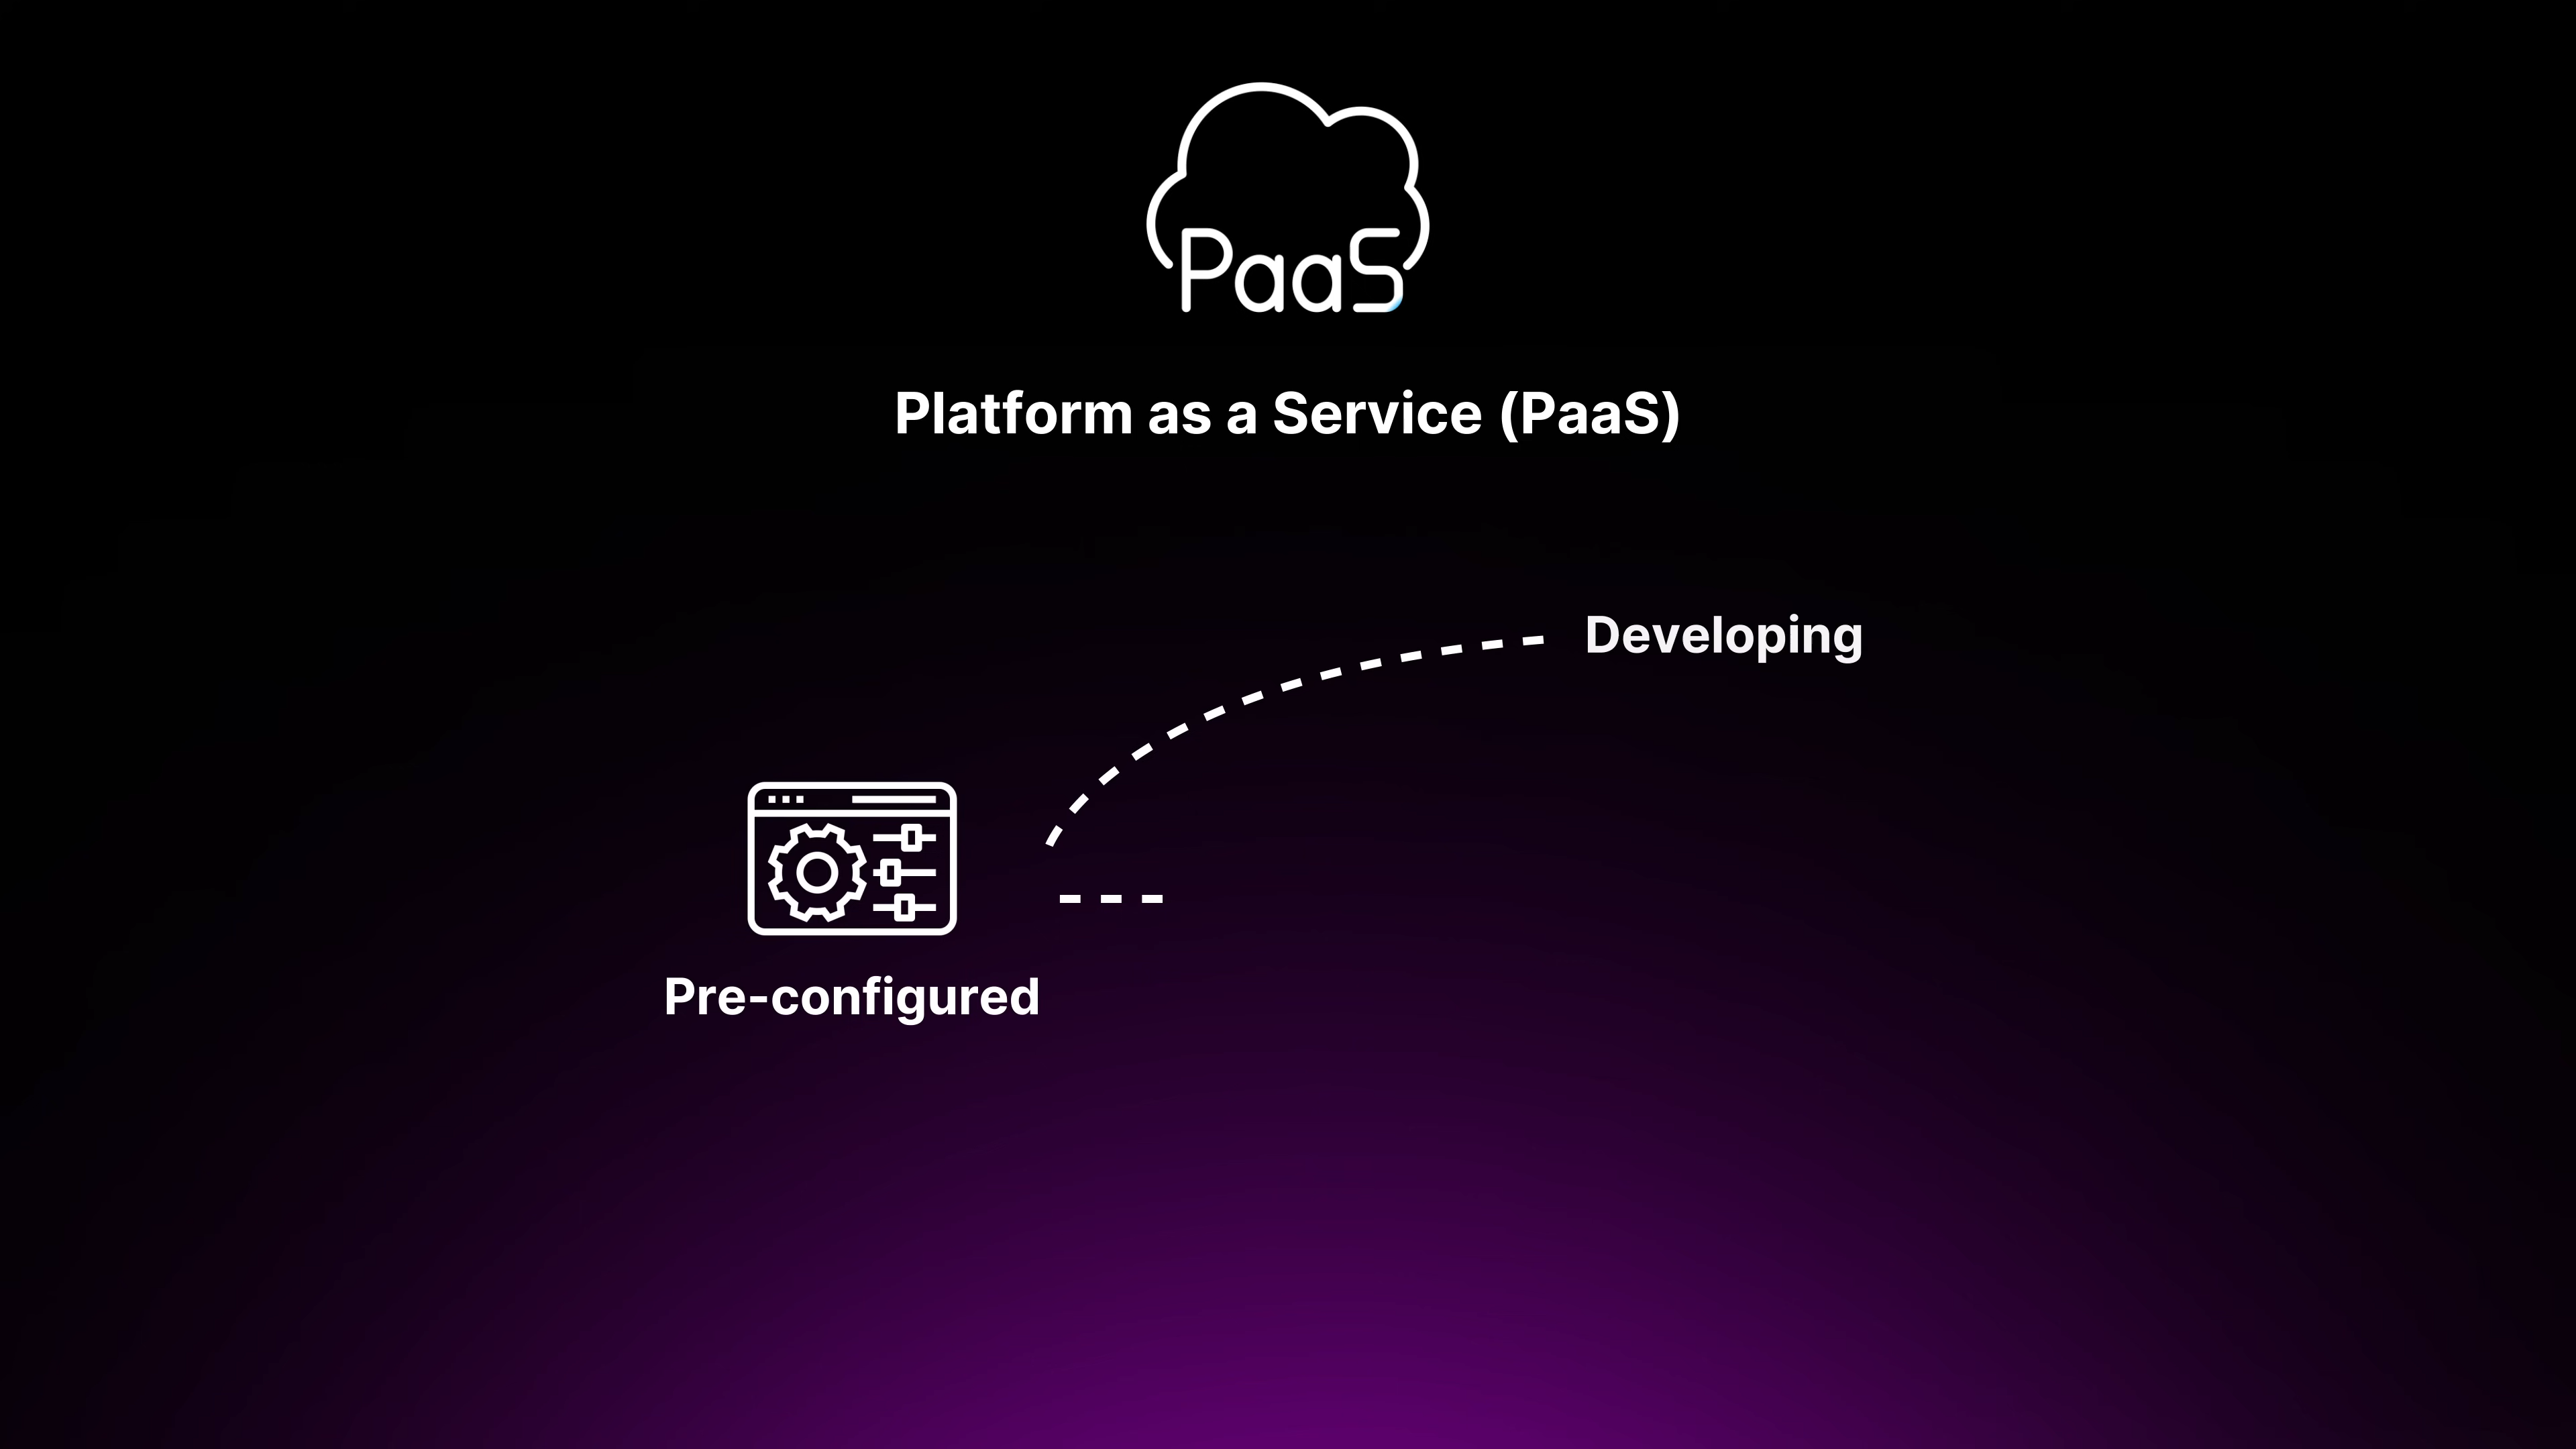 PaaS
Platform as a Service (PaaS)
Developing
Pre-configured